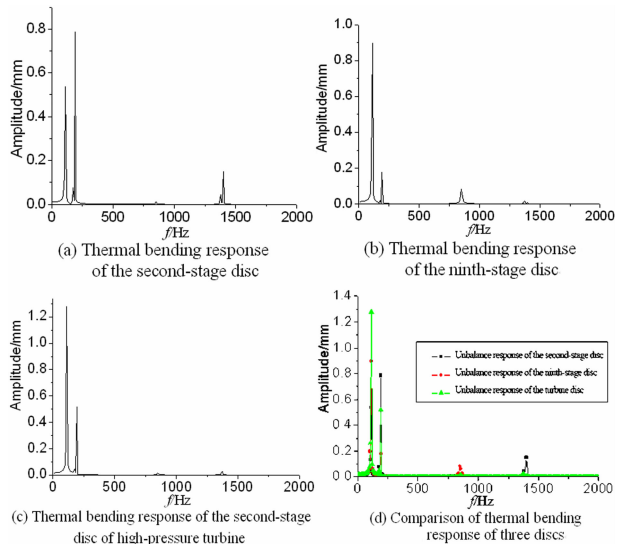 0.8
0.6
0.4
0.2
0.0
Amplitude/mm
500
1000
1500
2000
f/Hz
(a) Thermal bending response
of the second-stage disc
1.0
0.8
0.6
0.4
0.2
0.0
Amplitude/mm
0
500
1000
1500
2000
f/Hz
(b) Thermal bending response
of the ninth-stage disc
1.2
1.0
0.8
0.6
0.4
0.2
0.0
Amplitude/mm
0
500
1000
1500
2000
f/Hz
(c) Thermal bending response of the second-stage
disc of high-pressure turbine
1.4
1.2
1.0
0.8
0.6
0.4
0.2
0.0
Amplitude/mm
Unbalance response of the second-stage disc
Unbalance response of the ninth-stage disc
Unbalance response of the turbine disc
0
500
1000
1500
2000
f/Hz
(d) Comparison of thermal bending
response of three discs